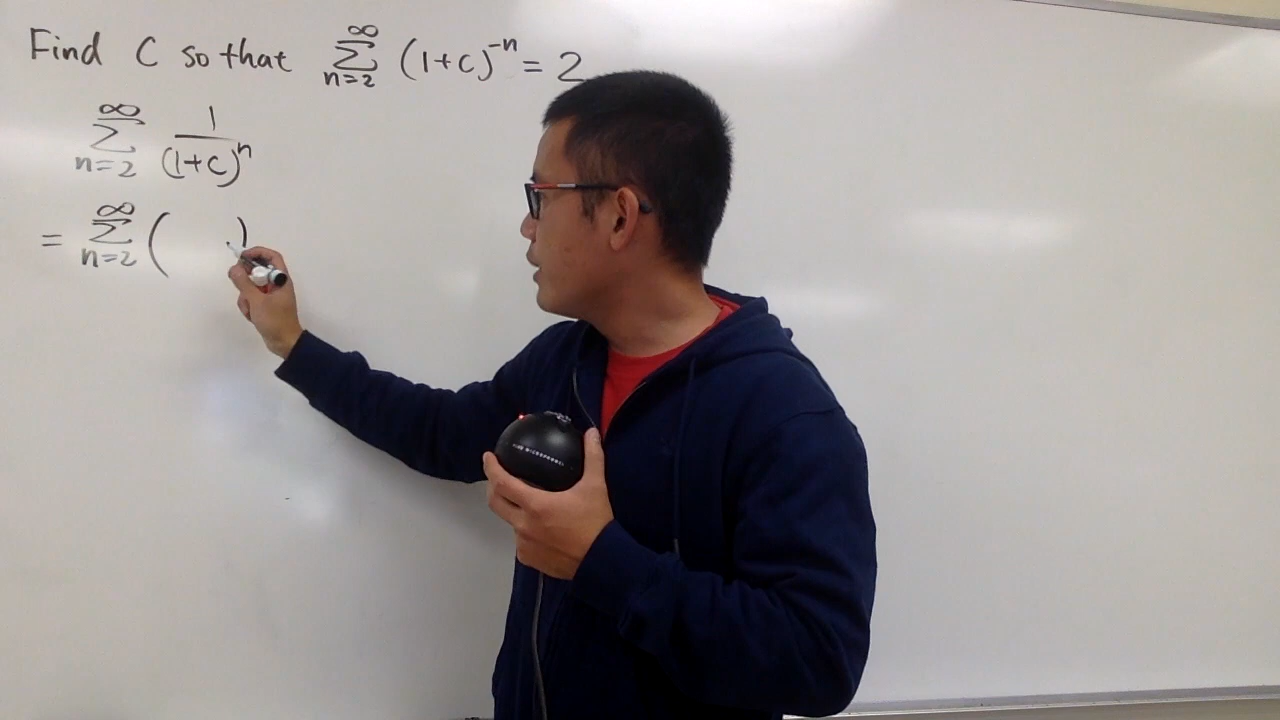 Find C so that ∑_{n=2}^{∞} (1+c)^{-n} = 2
∑_{n=2}^{∞} 1/(1+c)^n
= ∑_{n=2}^{∞} (   )